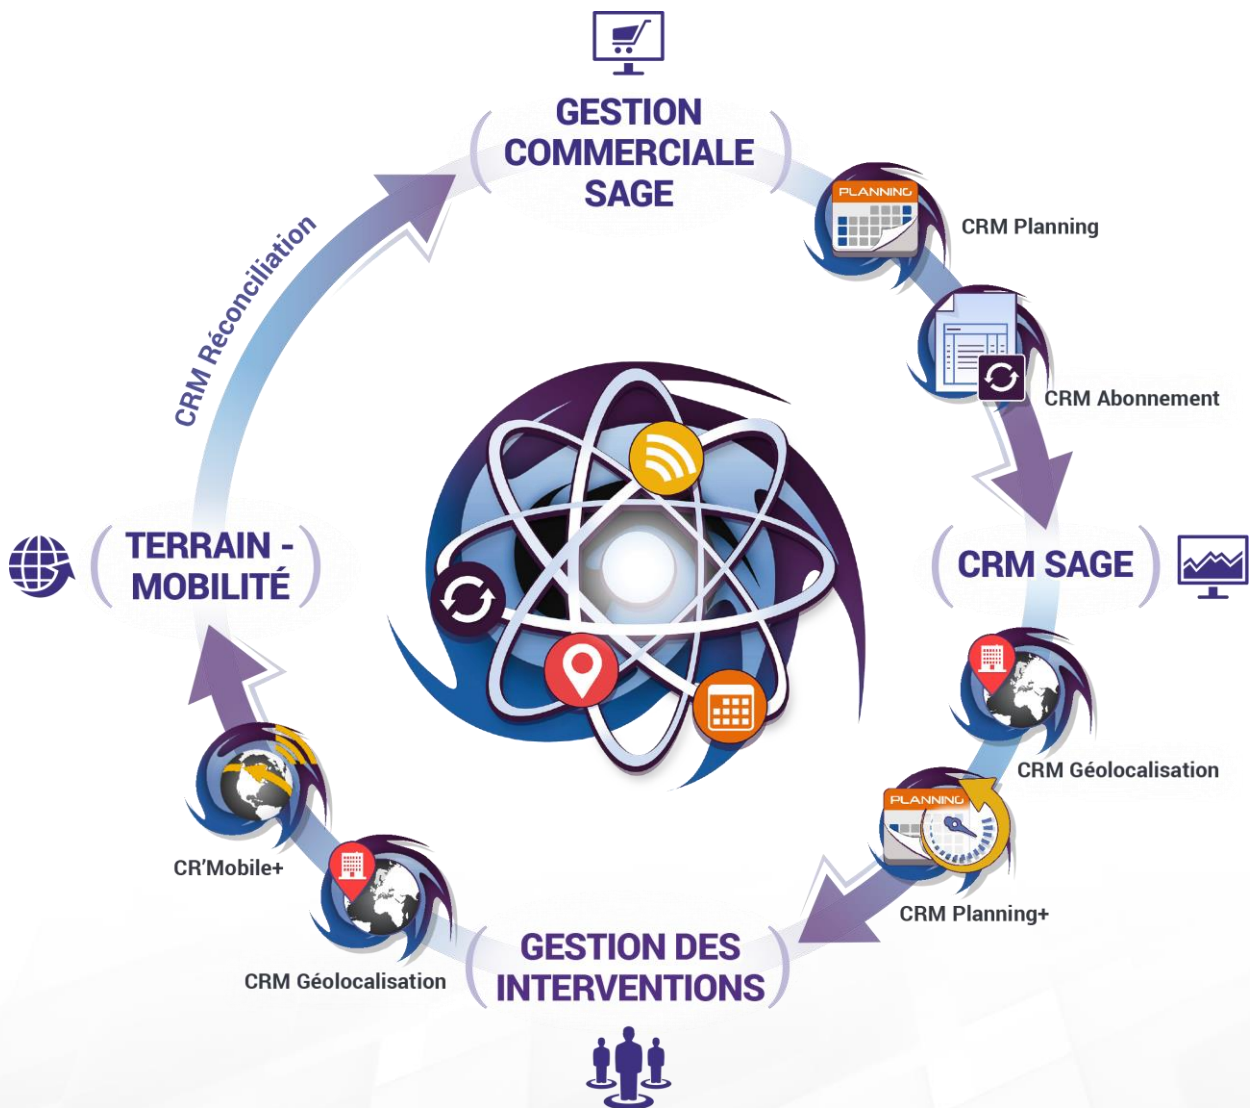 GESTION
COMMERCIALE
SAGE
PLANNING
CRM Planning
CRM Abonnement
CRM Réconciliation
TERRAIN -
MOBILITÉ
CRM SAGE
CRM Géolocalisation
PLANNING
CRM Planning+
CR'Mobile+
CRM Géolocalisation
GESTION DES
INTERVENTIONS